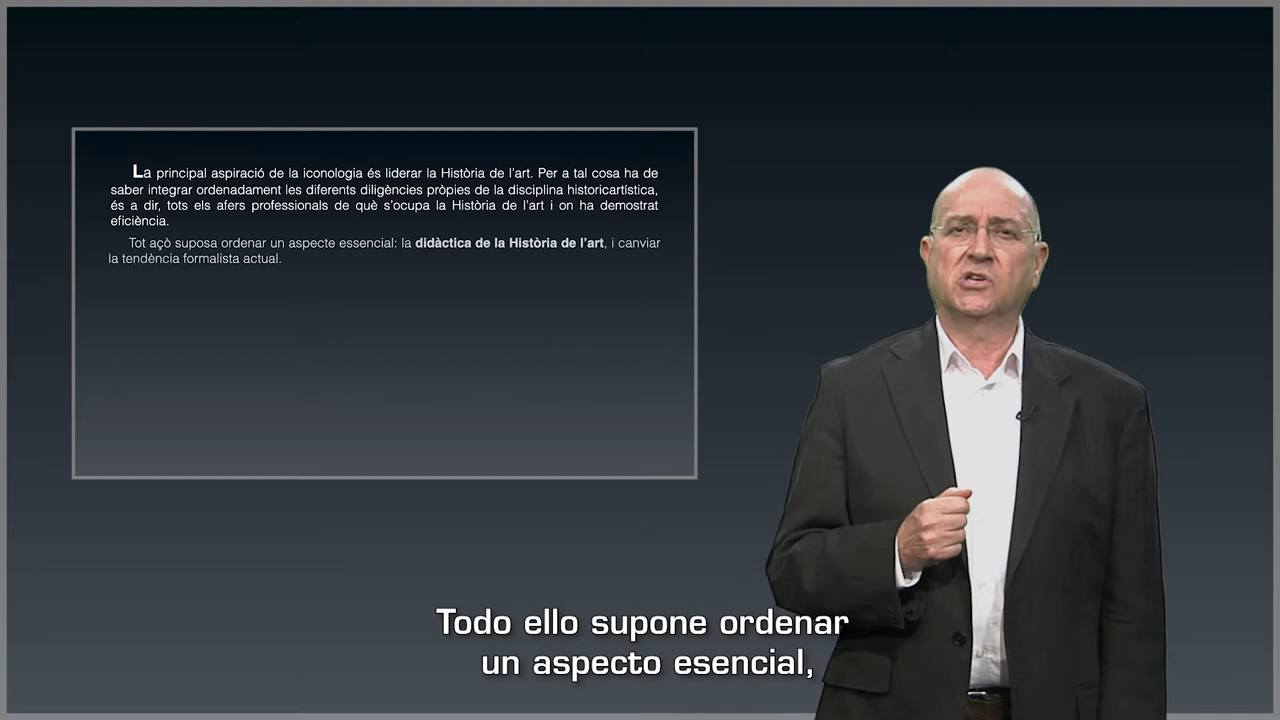 La principal aspiració de la iconologia és liderar la Història de l'art. Per a tal cosa ha de
saber integrar ordenadament les diferents diligències pròpies de la disciplina historicartística,
és a dir, tots els afers professionals de què s'ocupa la Història de l'art i on ha demostrat
eficiència.
Tot açò suposa ordenar un aspecte essencial: la didàctica de la Història de l'art, i canviar
la tendència formalista actual.
Todo ello supone ordenar
un aspecto esencial,